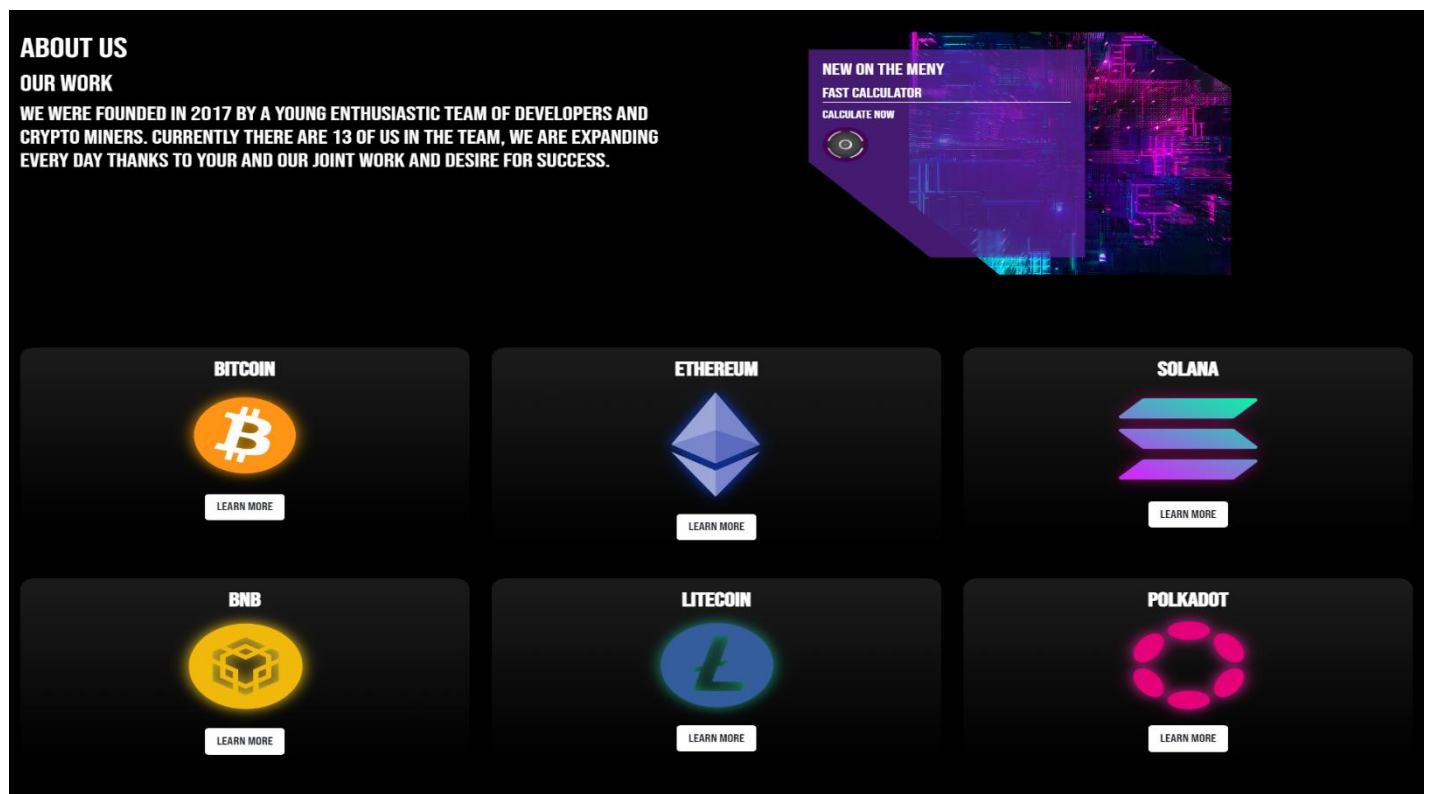 ABOUT US
OUR WORK
WE WERE FOUNDED IN 2017 BY A YOUNG ENTHUSIASTIC TEAM OF DEVELOPERS AND
CRYPTO MINERS. CURRENTLY THERE ARE 13 OF US IN THE TEAM, WE ARE EXPANDING
EVERY DAY THANKS TO YOUR AND OUR JOINT WORK AND DESIRE FOR SUCCESS.
NEW ON THE MENY
FAST CALCULATOR
CALCULATE NOW
BITCOIN
LEARN MORE
ETHEREUM
LEARN MORE
SOLANA
LEARN MORE
BNB
LEARN MORE
LITECOIN
LEARN MORE
POLKADOT
LEARN MORE